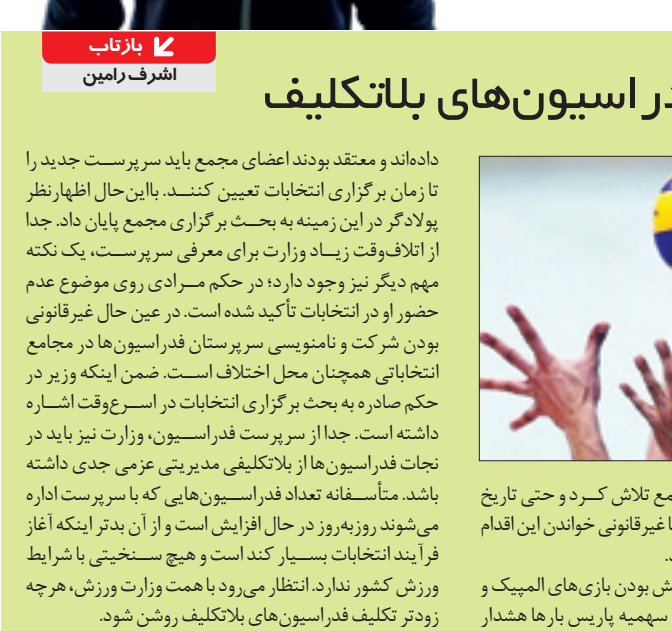 بازتاب
اشرف رامین
در اسیون‌های بلاتکلیف
مع تلاش کرد و حتی تاریخ
ا غیرقانونی خواندن این اقدام
د.
ش بودن بازی‌های المپیک و
سهمیه پاریس بارها هشدار
داده‌اند و معتقد بودند اعضای مجمع باید سرپرست جدید را
تا زمان برگزاری انتخابات تعیین کنند. بااین‌حال اظهارنظر
پولادگر در این زمینه به بحث برگزاری مجمع پایان داد. جدا
از اتلاف‌وقت زیاد وزارت برای معرفی سرپرست، یک نکته
مهم دیگر نیز وجود دارد؛ در حکم مرادی روی موضوع عدم
حضور او در انتخابات تأکید شده است. در عین حال غیرقانونی
بودن شرکت و نامنویسی سرپرستان فدراسیون‌ها در مجامع
انتخاباتی همچنان محل اختلاف است. ضمن اینکه وزیر در
حکم صادره به بحث برگزاری انتخابات در اسرع‌وقت اشاره
داشته است. جدا از سرپرست فدراسیون، وزارت نیز باید در
نجات فدراسیون‌ها از بلاتکلیفی مدیریتی عزمی جدی داشته
باشد. متأسفانه تعداد فدراسیون‌هایی که با سرپرست اداره
می‌شوند روزبه‌روز در حال افزایش است و از آن بدتر اینکه آغاز
فرآیند انتخابات بسیار کند است و هیچ سنخیتی با شرایط
ورزش کشور ندارد. انتظار می‌رود با همت وزارت ورزش، هرچه
زودتر تکلیف فدراسیون‌های بلاتکلیف روشن شود.